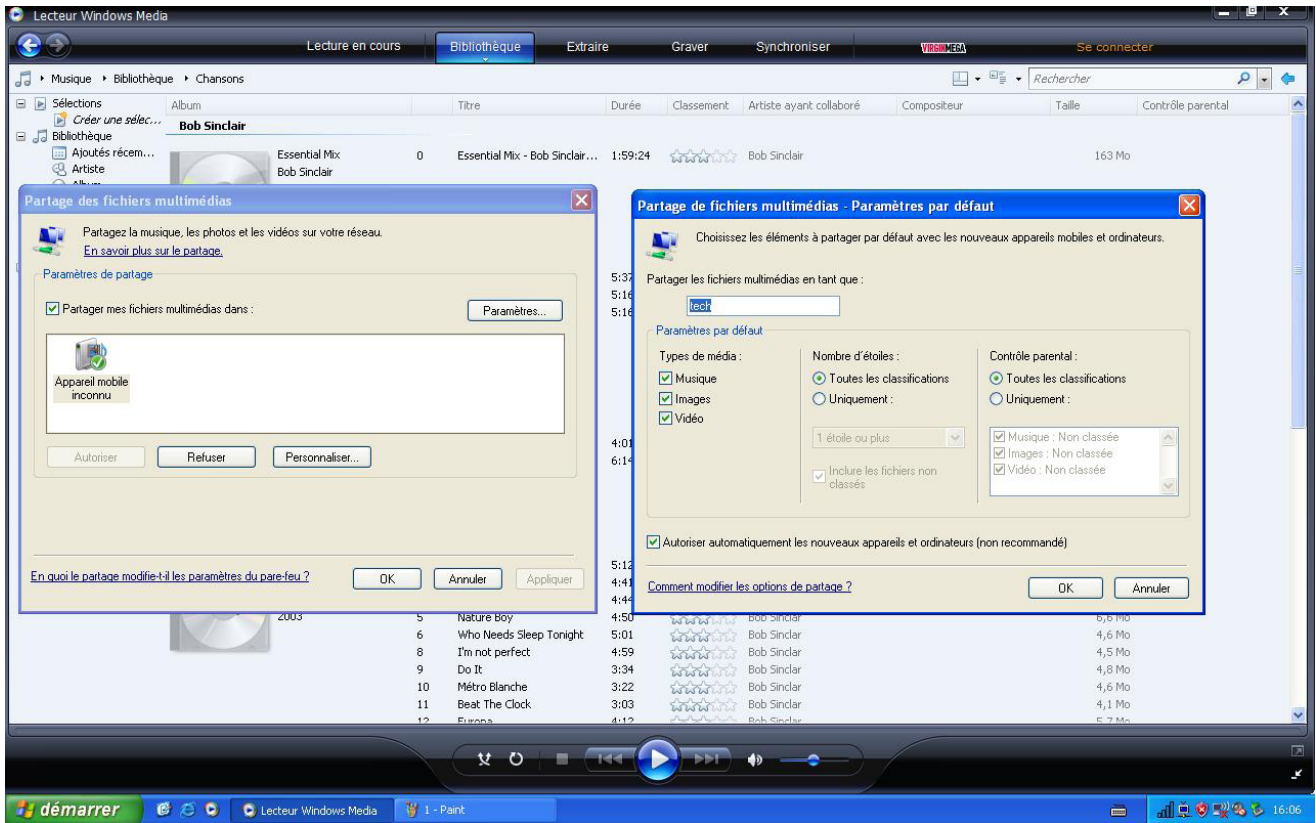 Lecteur Windows Media
Lecture en cours Bibliothèque Extraire Graver Synchroniser VIRGINMEGA Se connecter
Musique Bibliothèque Chansons Rechercher
Sélections
Créer une sélec...
Bibliothèque
Ajoutés récem...
Artiste
Album Titre Durée Classement Artiste ayant collaboré Compositeur Taille Contrôle parental
Bob Sinclair
Essential Mix 0 Essential Mix - Bob Sinclair... 1:59:24 Bob Sinclair 163 Mo
Bob Sinclair
Partage des fichiers multimédias
Partagez la musique, les photos et les vidéos sur votre réseau.
En savoir plus sur le partage.
Paramètres de partage
Partager mes fichiers multimédias dans :
Paramètres...
Appareil mobile
inconnu
Autoriser Refuser Personnaliser...
En quoi le partage modifie-t-il les paramètres du pare-feu ?
OK Annuler Appliquer
5:37
5:16
5:16
4:01
6:14
5:12
4:41
4:44
Partage de fichiers multimédias - Paramètres par défaut
Choisissez les éléments à partager par défaut avec les nouveaux appareils mobiles et ordinateurs.
Partager les fichiers multimédias en tant que :
tech
Paramètres par défaut
Types de média :
Musique
Images
Vidéo
Nombre d'étoiles :
Toutes les classifications
Uniquement :
1 étoile ou plus
Inclure les fichiers non
classés
Contrôle parental :
Toutes les classifications
Uniquement :
Musique : Non classée
Images : Non classée
Vidéo : Non classée
Autoriser automatiquement les nouveaux appareils et ordinateurs (non recommandé)
Comment modifier les options de partage ?
OK Annuler
2003 5 Nature Boy 4:50 Bob Sinclar 6,6 Mo
6 Who Needs Sleep Tonight 5:01 Bob Sinclar 4,6 Mo
8 I'm not perfect 4:59 Bob Sinclar 4,5 Mo
9 Do It 3:34 Bob Sinclar 4,8 Mo
10 Métro Blanche 3:22 Bob Sinclar 4,6 Mo
11 Beat The Clock 3:03 Bob Sinclar 4,1 Mo
12 Europa 4:12 Bob Sinclar 5,7 Mo
démarrer Lecteur Windows Media 1 - Paint 16:06